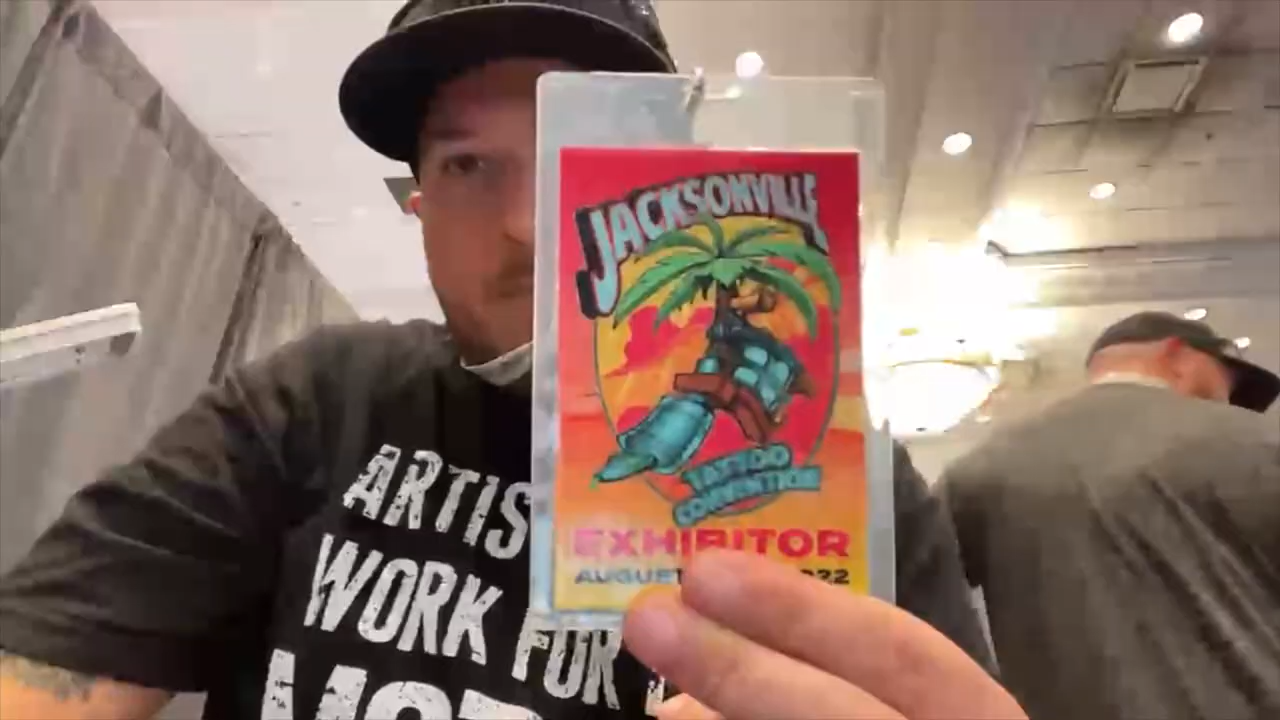 JACKSONVILLE
TATTOO
CONVENTION
EXHIBITOR
ARTIS
WORK FOR